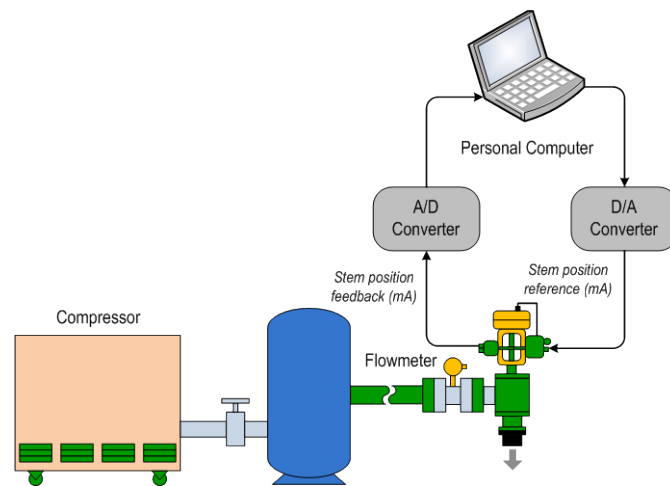 Personal Computer
A/D
Converter
D/A
Converter
Stem position
feedback (mA)
Stem position
reference (mA)
Compressor
Flowmeter